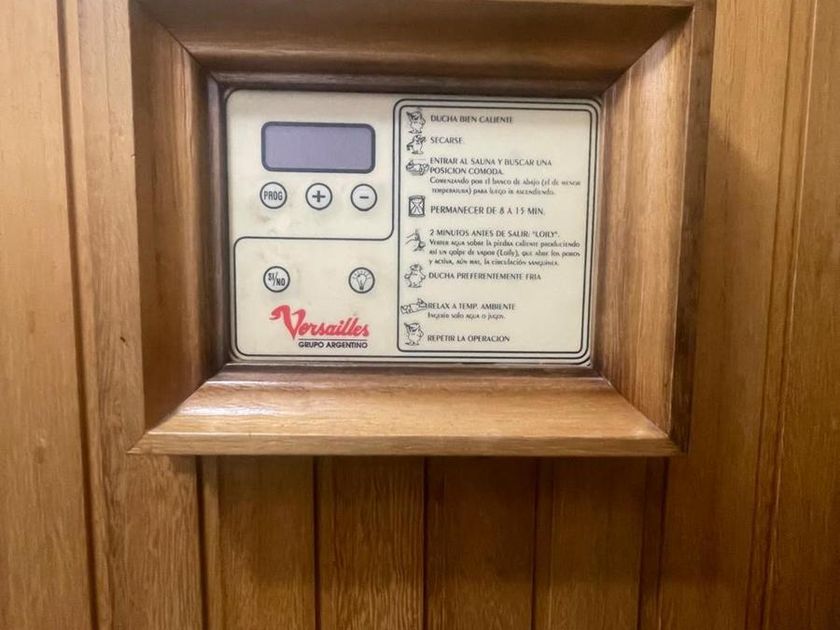 PROG
+
−
SI/NO
Versailles
GRUPO ARGENTINO
DUCHA BIEN CALIENTE
SECARSE.
ENTRAR AL SAUNA Y BUSCAR UNA
POSICION COMODA.
Comenzando por el banco de abajo (el de menor
temperatura) para luego ir ascendiendo.
PERMANECER DE 8 A 15 MIN.
2 MINUTOS ANTES DE SALIR: "LOILY".
Verter agua sobre la piedra caliente produciendo
asi un golpe de vapor (Loily), que abre los poros
y activa, aún mas, la circulación sanguínea.
DUCHA PREFERENTEMENTE FRIA
RELAX A TEMP. AMBIENTE
Ingerir solo agua o jugos.
REPETIR LA OPERACION